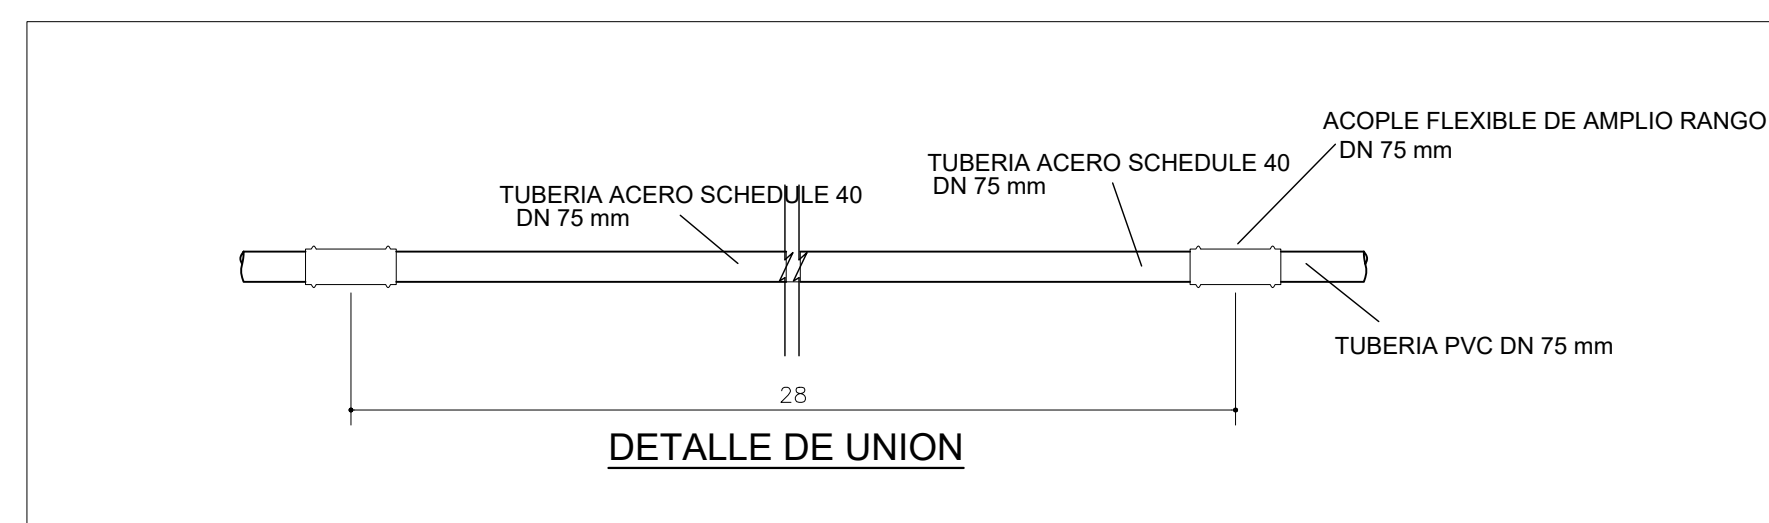 ACOPLE FLEXIBLE DE AMPLIO RANGO
DN 75 mm
TUBERIA ACERO SCHEDULE 40
DN 75 mm
TUBERIA ACERO SCHEDULE 40
DN 75 mm
TUBERIA PVC DN 75 mm
28
DETALLE DE UNION